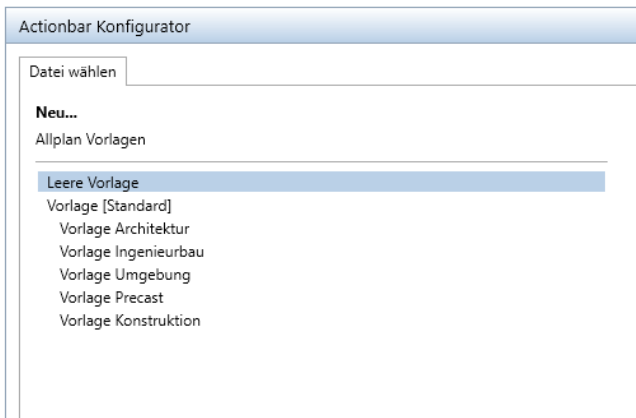 Actionbar Konfigurator
Datei wählen
Neu...
Allplan Vorlagen
Leere Vorlage
Vorlage [Standard]
Vorlage Architektur
Vorlage Ingenieurbau
Vorlage Umgebung
Vorlage Precast
Vorlage Konstruktion